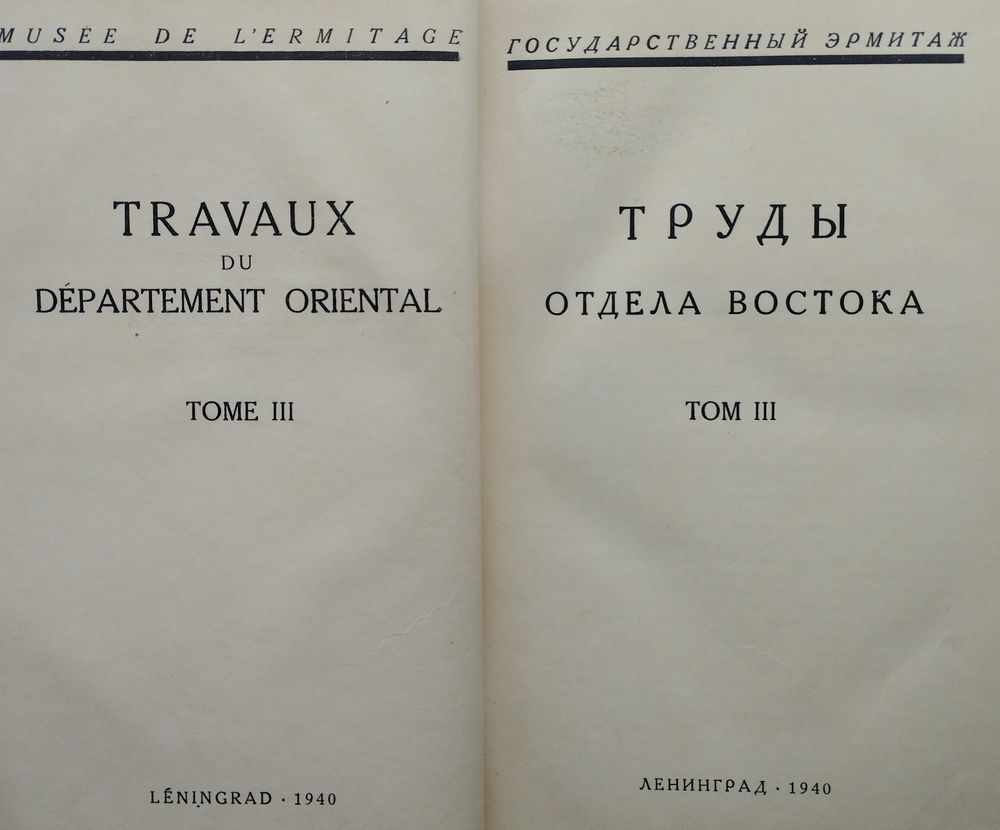 MUSÉE DE L'ERMITAGE
TRAVAUX
DU
DÉPARTEMENT ORIENTAL
TOME III
LÉNINGRAD · 1940
ГОСУДАРСТВЕННЫЙ ЭРМИТАЖ
ТРУДЫ
ОТДЕЛА ВОСТОКА
ТОМ III
ЛЕНИНГРАД · 1940